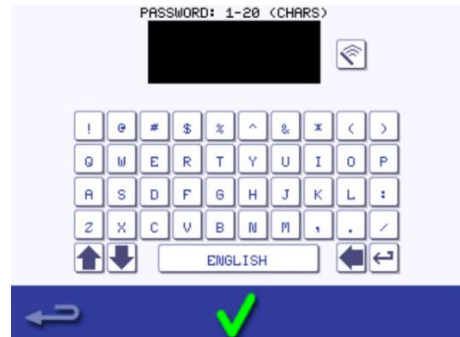 PASSWORD: 1-20 (CHARS)
! @ # $ % ^ & * ( )
Q W E R T Y U I O P
A S D F G H J K L :
Z X C V B N M , . /
ENGLISH